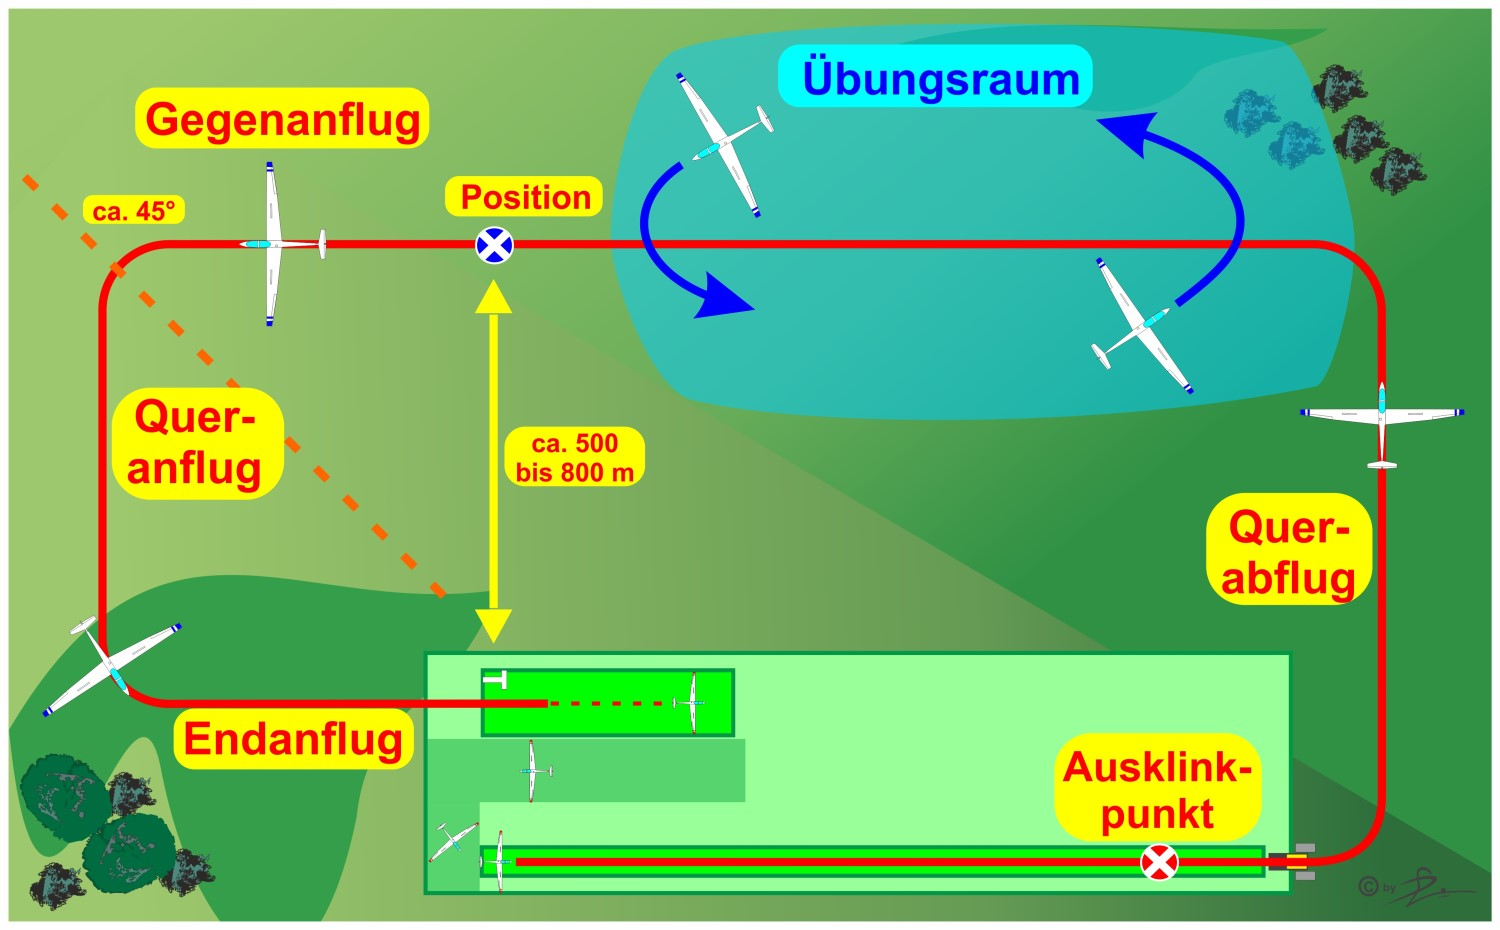 Übungsraum
Gegenanflug
Position
ca. 45°
Quer-
anflug
ca. 500
bis 800 m
Quer-
abflug
Endanflug
Ausklink-
punkt
© by